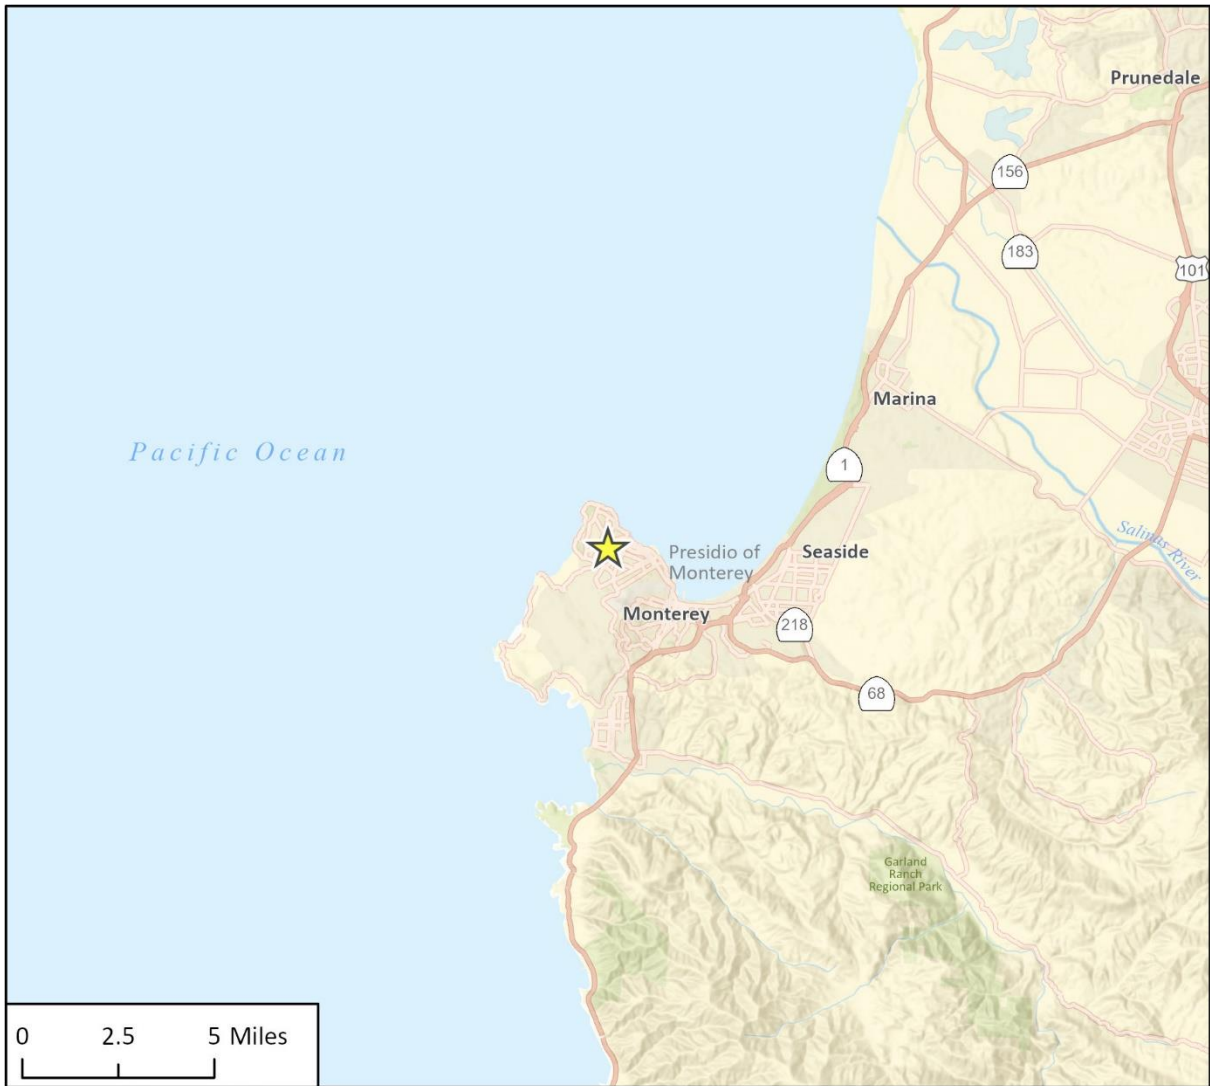 Prunedale
156
183
101
Marina
Pacific Ocean
1
Salinas River
Presidio of
Monterey
Seaside
Monterey
218
68
Garland
Ranch
Regional Park
0 2.5 5 Miles